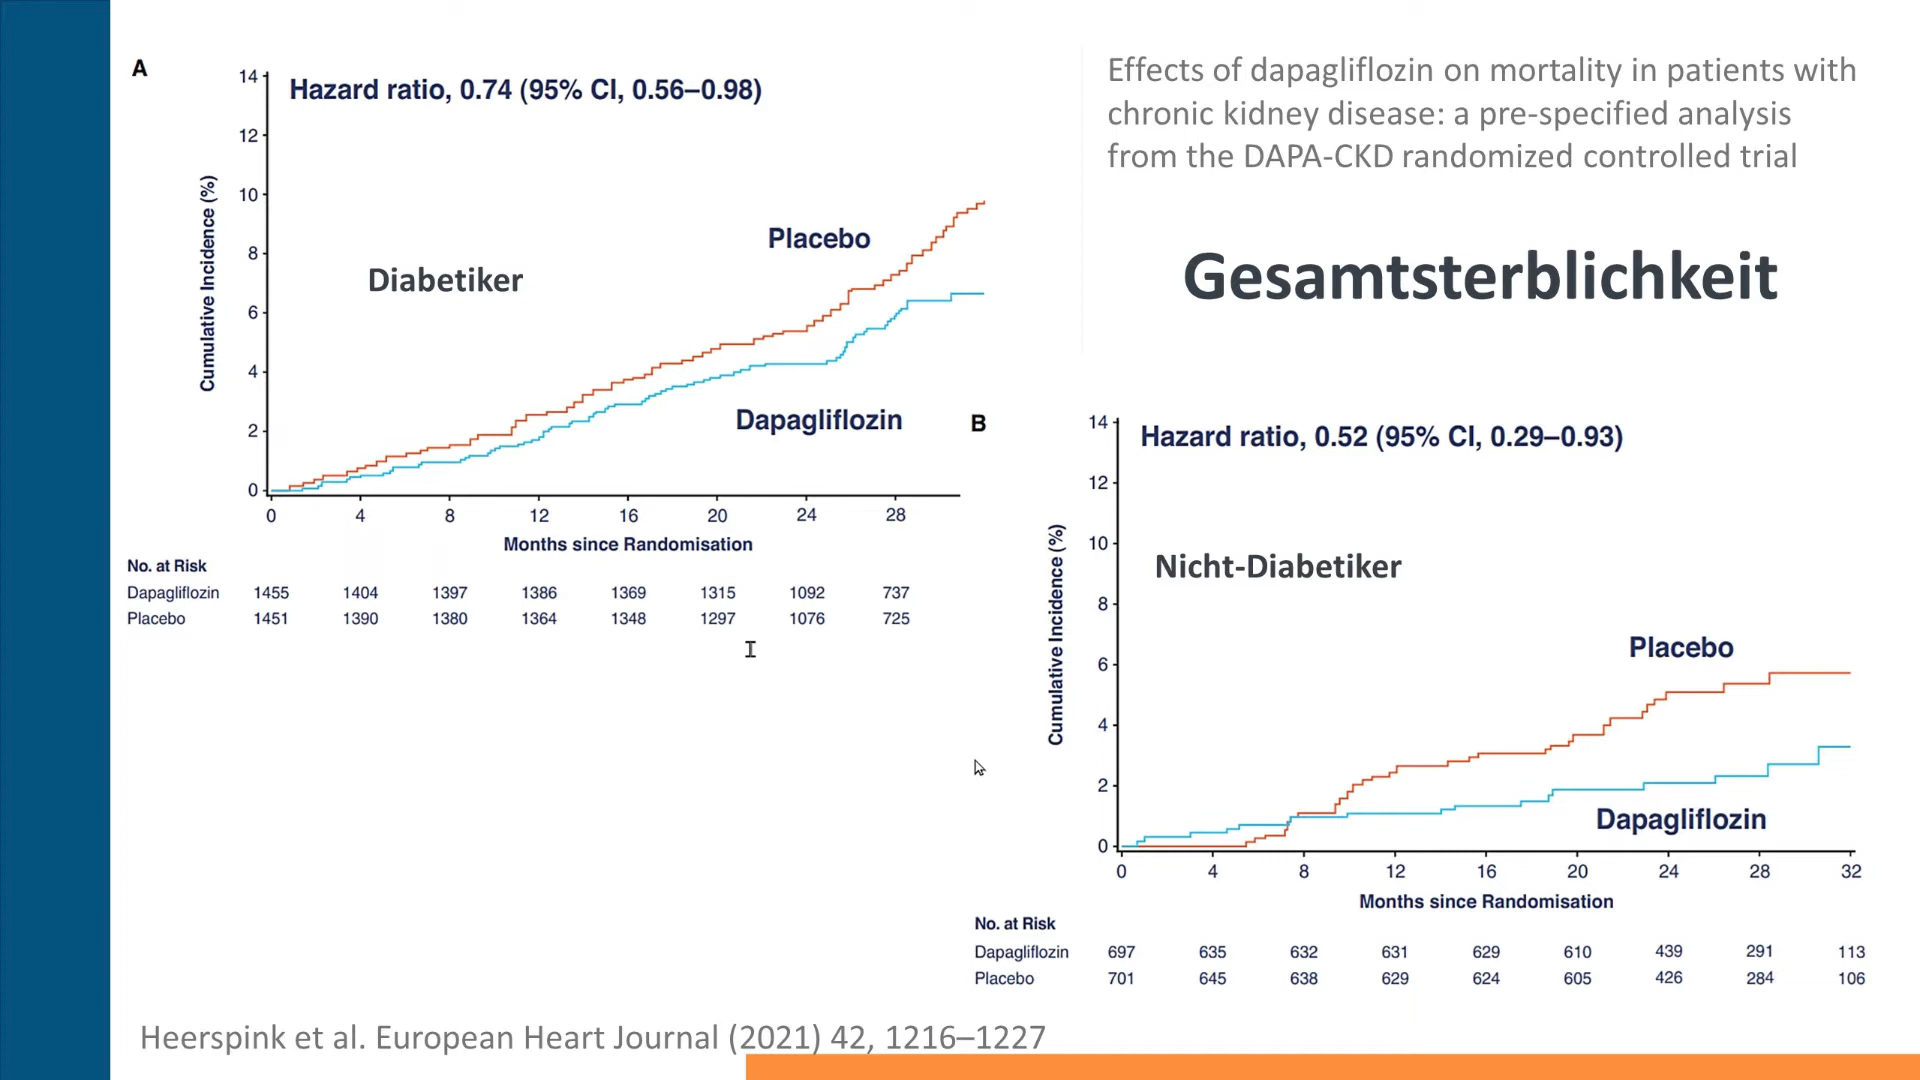 Effects of dapagliflozin on mortality in patients with
chronic kidney disease: a pre-specified analysis
from the DAPA-CKD randomized controlled trial
Gesamtsterblichkeit
A
Hazard ratio, 0.74 (95% CI, 0.56–0.98)
Cumulative Incidence (%)
14
12
10
8
6
4
2
0
Diabetiker
Placebo
Dapagliflozin
0 4 8 12 16 20 24 28
Months since Randomisation
No. at Risk
Dapagliflozin 1455 1404 1397 1386 1369 1315 1092 737
Placebo 1451 1390 1380 1364 1348 1297 1076 725
B
Hazard ratio, 0.52 (95% CI, 0.29–0.93)
Cumulative Incidence (%)
14
12
10
8
6
4
2
0
Nicht-Diabetiker
Placebo
Dapagliflozin
0 4 8 12 16 20 24 28 32
Months since Randomisation
No. at Risk
Dapagliflozin 697 635 632 631 629 610 439 291 113
Placebo 701 645 638 629 624 605 426 284 106
Heerspink et al. European Heart Journal (2021) 42, 1216–1227